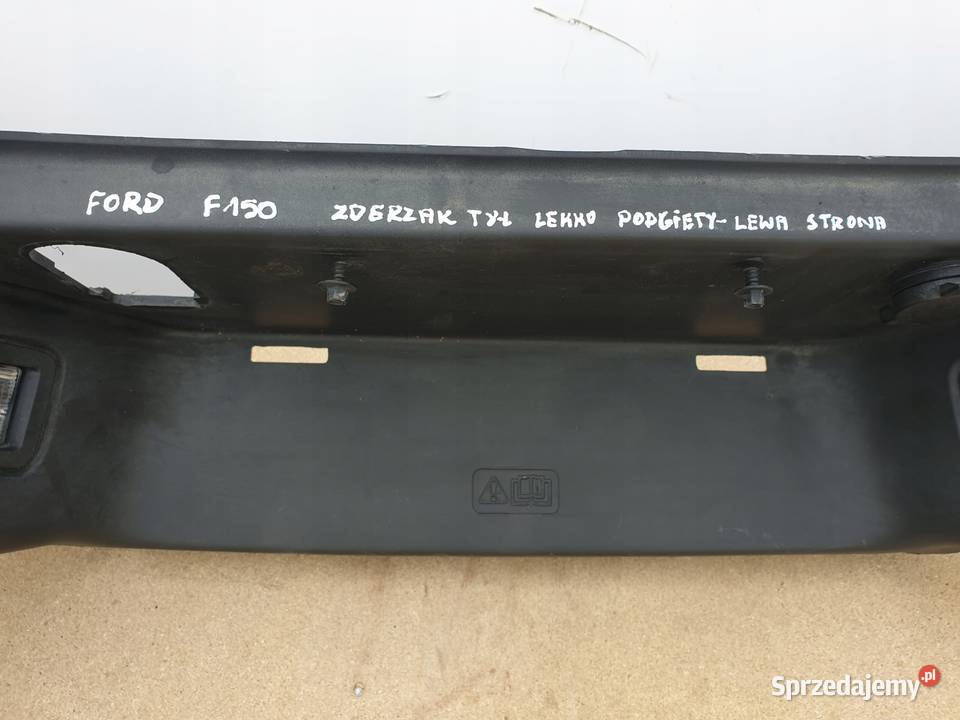 FORD F150 ZDERZAK TYŁ LEKKO PODGIĘTY-LEWA STRONA
Sprzedajemy.pl